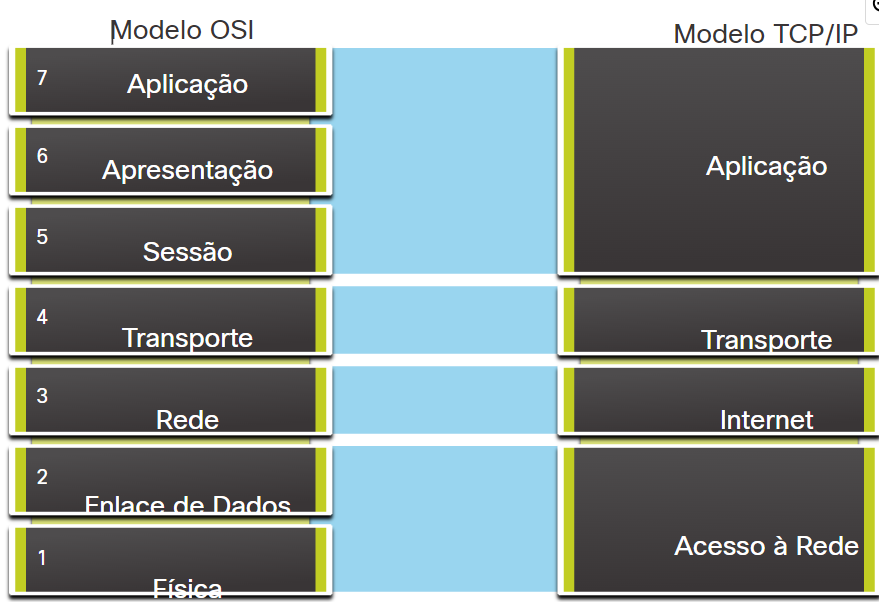 Modelo OSI
Modelo TCP/IP
7
Aplicação
6
Apresentação
5
Sessão
Aplicação
4
Transporte
Transporte
3
Rede
Internet
2
Enlace de Dados
1
Física
Acesso à Rede